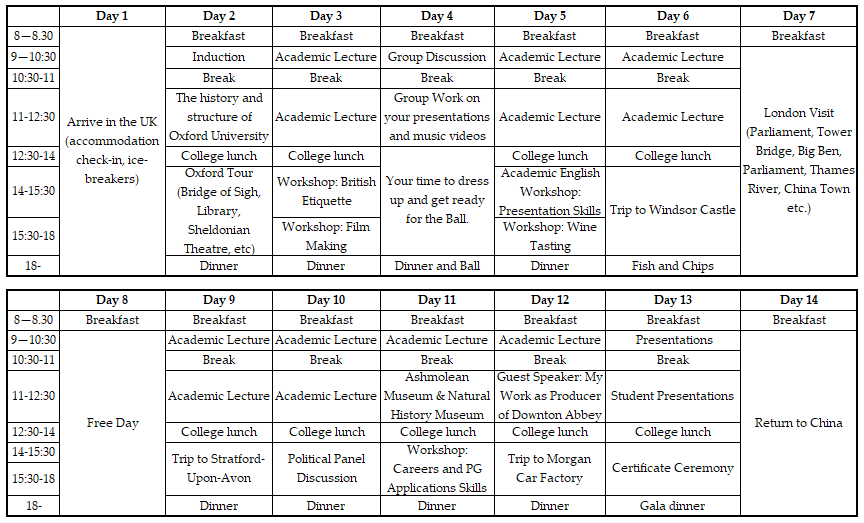 Day 1 Day 2 Day 3 Day 4 Day 5 Day 6 Day 7
8—8.30 Breakfast Breakfast Breakfast Breakfast Breakfast Breakfast
9—10:30 Induction Academic Lecture Group Discussion Academic Lecture Academic Lecture
10:30-11 Break Break Break Break Break
11-12:30
Arrive in the UK
(accommodation
check-in, ice-
breakers)
The history and
structure of
Oxford University
Academic Lecture
Group Work on
your presentations
and music videos
Academic Lecture
Academic Lecture
London Visit
(Parliament, Tower
Bridge, Big Ben,
Parliament, Thames
River, China Town
etc.)
12:30-14 College lunch College lunch College lunch College lunch
14-15:30
Oxford Tour
(Bridge of Sigh,
Library,
Sheldonian
Theatre, etc)
Workshop: British
Etiquette
Your time to dress
up and get ready
for the Ball.
Academic English
Workshop:
Presentation Skills
Trip to Windsor Castle
15:30-18
Workshop: Film
Making
Workshop: Wine
Tasting
18- Dinner Dinner Dinner and Ball Dinner Fish and Chips
Day 8 Day 9 Day 10 Day 11 Day 12 Day 13 Day 14
8—8.30 Breakfast Breakfast Breakfast Breakfast Breakfast Breakfast Breakfast
9—10:30 Academic Lecture Academic Lecture Academic Lecture Academic Lecture Presentations
10:30-11 Break Break Break Break Break
11-12:30
Free Day
Academic Lecture
Academic Lecture
Ashmolean
Museum & Natural
History Museum
Guest Speaker: My
Work as Producer
of Downton Abbey
Student Presentations
Return to China
12:30-14 College lunch College lunch College lunch College lunch College lunch
14-15:30
Trip to Stratford-
Upon-Avon
Political Panel
Discussion
Workshop:
Careers and PG
Applications Skills
Trip to Morgan
Car Factory
Certificate Ceremony
15:30-18
18- Dinner Dinner Dinner Dinner Gala dinner